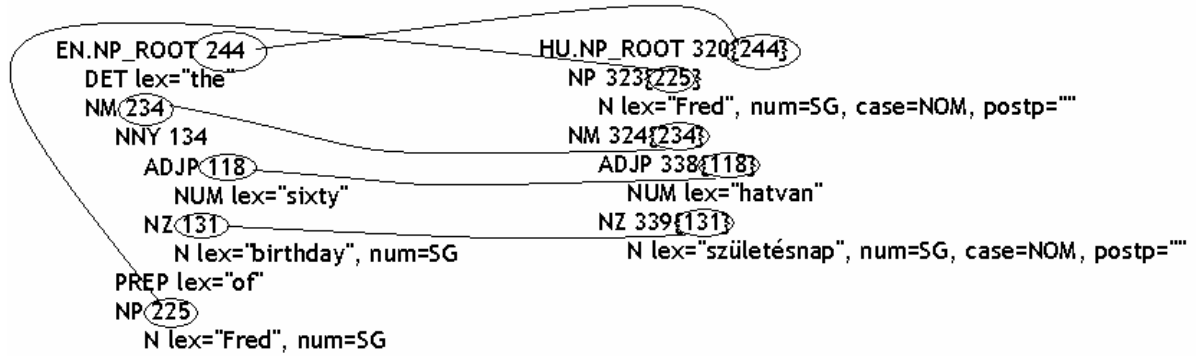 EN.NP_ROOT 244
DET lex="the"
NM 234
NNY 134
ADJP 118
NUM lex="sixty"
NZ 131
N lex="birthday", num=SG
PREP lex="of"
NP 225
N lex="Fred", num=SG
HU.NP_ROOT 320{244}
NP 323{225}
N lex="Fred", num=SG, case=NOM, postp=""
NM 324{234}
ADJP 338{118}
NUM lex="hatvan"
NZ 339{131}
N lex="születésnap", num=SG, case=NOM, postp=""